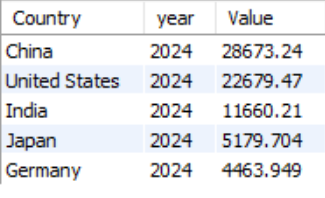 Country year Value
China 2024 28673.24
United States 2024 22679.47
India 2024 11660.21
Japan 2024 5179.704
Germany 2024 4463.949